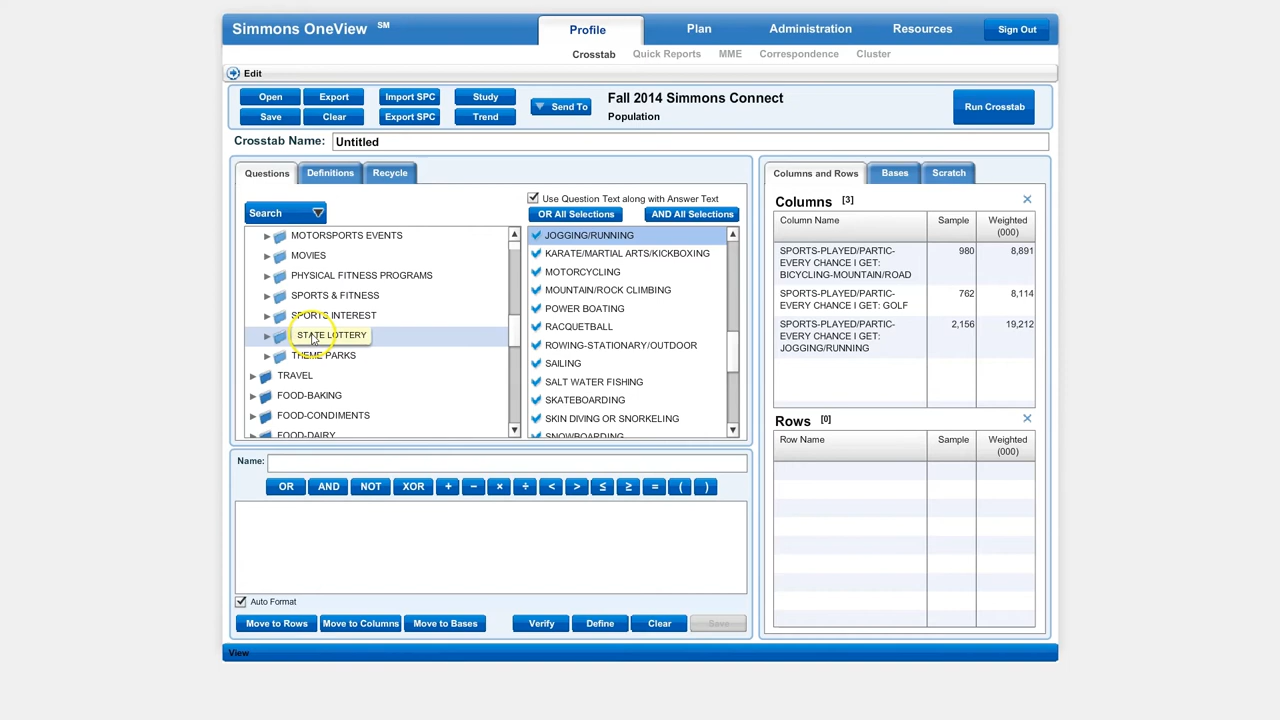 Simmons OneView SM
Profile
Plan
Administration
Resources
Sign Out
Crosstab
Quick Reports
MME
Correspondence
Cluster
Edit
Open
Export
Import SPC
Study
Save
Clear
Export SPC
Trend
Send To
Fall 2014 Simmons Connect
Population
Run Crosstab
Crosstab Name:
Untitled
Questions
Definitions
Recycle
Use Question Text along with Answer Text
Search
OR All Selections
AND All Selections
MOTORSPORTS EVENTS
MOVIES
PHYSICAL FITNESS PROGRAMS
SPORTS & FITNESS
SPORTS INTEREST
STATE LOTTERY
THEME PARKS
TRAVEL
FOOD-BAKING
FOOD-CONDIMENTS
FOOD-DAIRY
JOGGING/RUNNING
KARATE/MARTIAL ARTS/KICKBOXING
MOTORCYCLING
MOUNTAIN/ROCK CLIMBING
POWER BOATING
RACQUETBALL
ROWING-STATIONARY/OUTDOOR
SAILING
SALT WATER FISHING
SKATEBOARDING
SKIN DIVING OR SNORKELING
SNOWBOARDING
Name:
OR
AND
NOT
XOR
+
−
×
÷
<
>
≤
≥
=
(
)
Auto Format
Move to Rows
Move to Columns
Move to Bases
Verify
Define
Clear
Save
Columns and Rows
Bases
Scratch
Columns [3]
Column Name
Sample
Weighted
(000)
SPORTS-PLAYED/PARTIC-
EVERY CHANCE I GET:
BICYCLING-MOUNTAIN/ROAD
980
8,891
SPORTS-PLAYED/PARTIC-
EVERY CHANCE I GET: GOLF
762
8,114
SPORTS-PLAYED/PARTIC-
EVERY CHANCE I GET:
JOGGING/RUNNING
2,156
19,212
Rows [0]
Row Name
Sample
Weighted
(000)
View